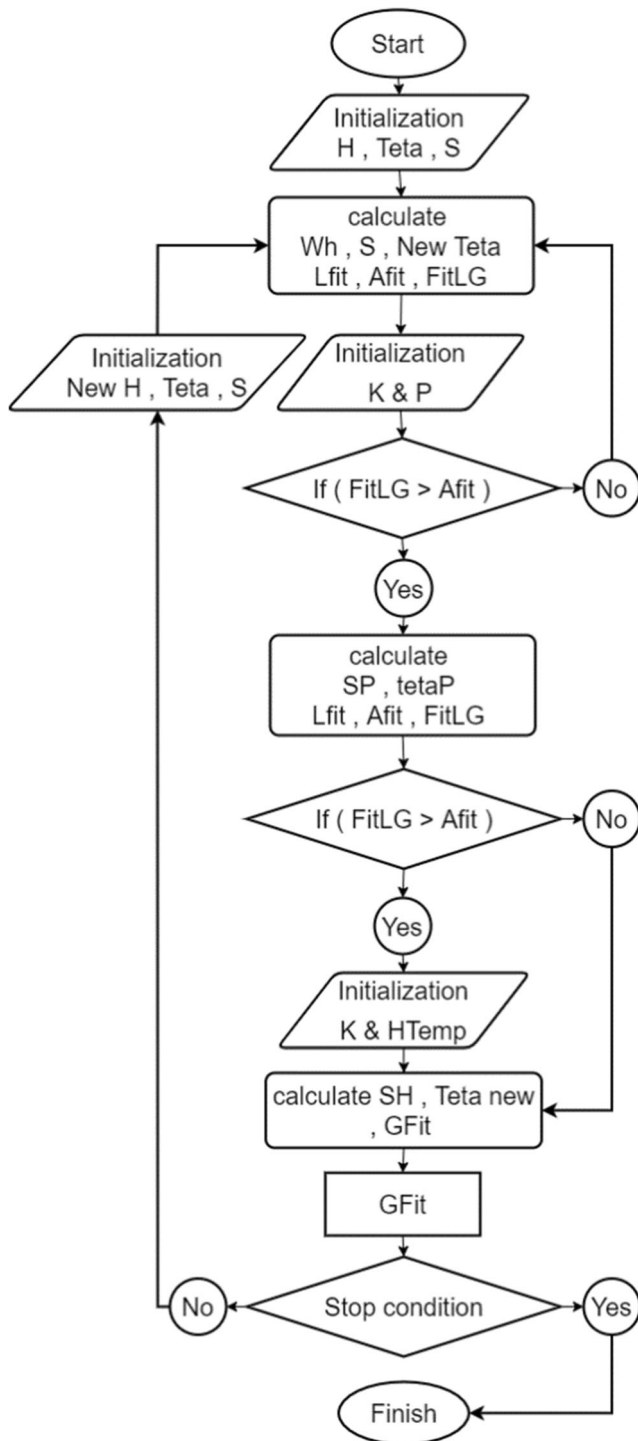 Start
Initialization
H , Teta , S
calculate
Wh , S , New Teta
Lfit , Afit , FitLG
Initialization
New H , Teta , S
Initialization
K & P
If ( FitLG > Afit )
No
Yes
calculate
SP , tetaP
Lfit , Afit , FitLG
If ( FitLG > Afit )
No
Yes
Initialization
K & HTemp
calculate SH , Teta new
, GFit
GFit
No
Stop condition
Yes
Finish